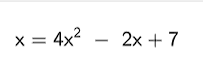 x = 4x² − 2x + 7